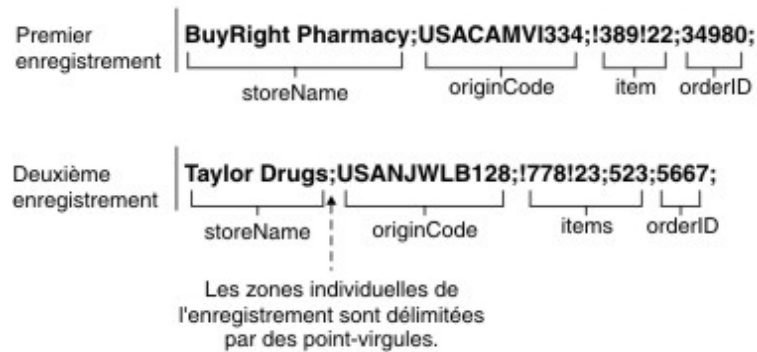 Premier
enregistrement
BuyRight Pharmacy;USACAMVI334;!389!22;34980;
storeName
originCode
item
orderID
Deuxième
enregistrement
Taylor Drugs;USANJWLB128;!778!23;523;5667;
storeName
originCode
items
orderID
Les zones individuelles de
l'enregistrement sont délimitées
par des point-virgules.